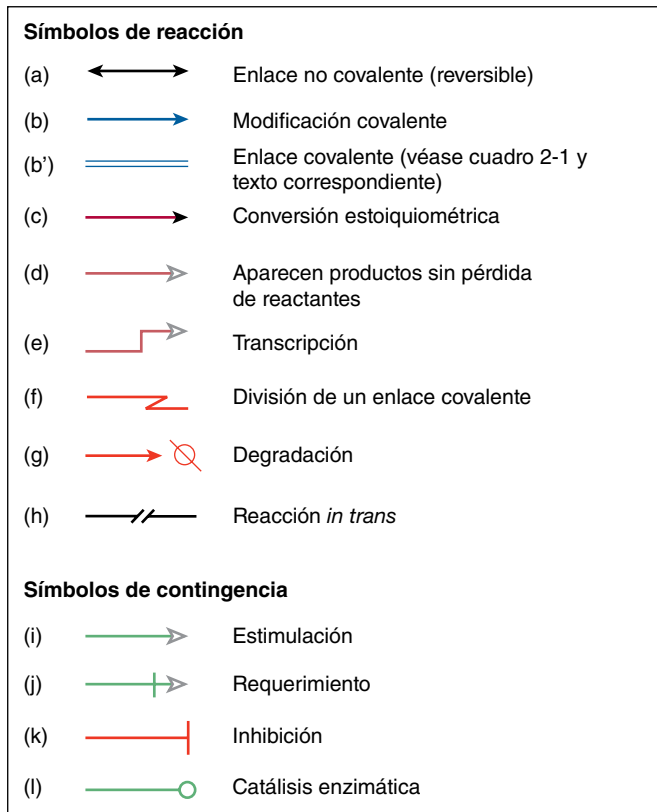 Símbolos de reacción
(a) Enlace no covalente (reversible)
(b) Modificación covalente
(b’) Enlace covalente (véase cuadro 2-1 y
texto correspondiente)
(c) Conversión estoiquiométrica
(d) Aparecen productos sin pérdida
de reactantes
(e) Transcripción
(f) División de un enlace covalente
(g) Degradación
(h) Reacción in trans
Símbolos de contingencia
(i) Estimulación
(j) Requerimiento
(k) Inhibición
(l) Catálisis enzimática